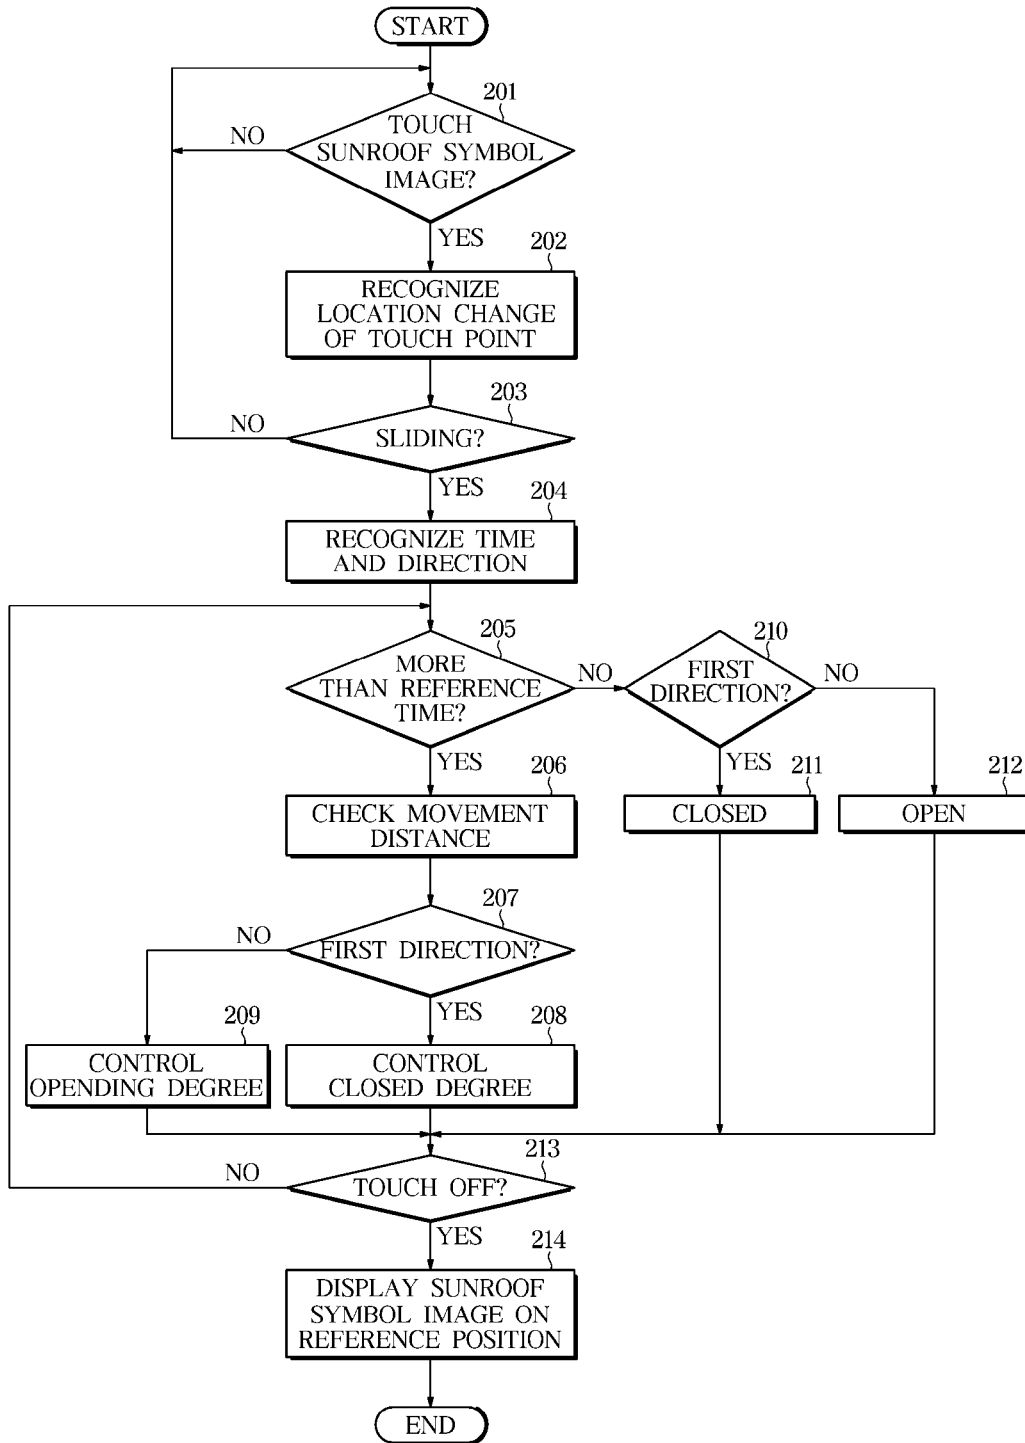 START
201
TOUCH
SUNROOF SYMBOL
IMAGE?
NO
YES
202
RECOGNIZE
LOCATION CHANGE
OF TOUCH POINT
203
NO
SLIDING?
YES
204
RECOGNIZE TIME
AND DIRECTION
205
MORE
THAN REFERENCE
TIME?
NO
YES
210
FIRST
DIRECTION?
NO
YES
206
CHECK MOVEMENT
DISTANCE
211
CLOSED
212
OPEN
207
NO
FIRST DIRECTION?
YES
209
CONTROL
OPENDING DEGREE
208
CONTROL
CLOSED DEGREE
213
NO
TOUCH OFF?
YES
214
DISPLAY SUNROOF
SYMBOL IMAGE ON
REFERENCE POSITION
END